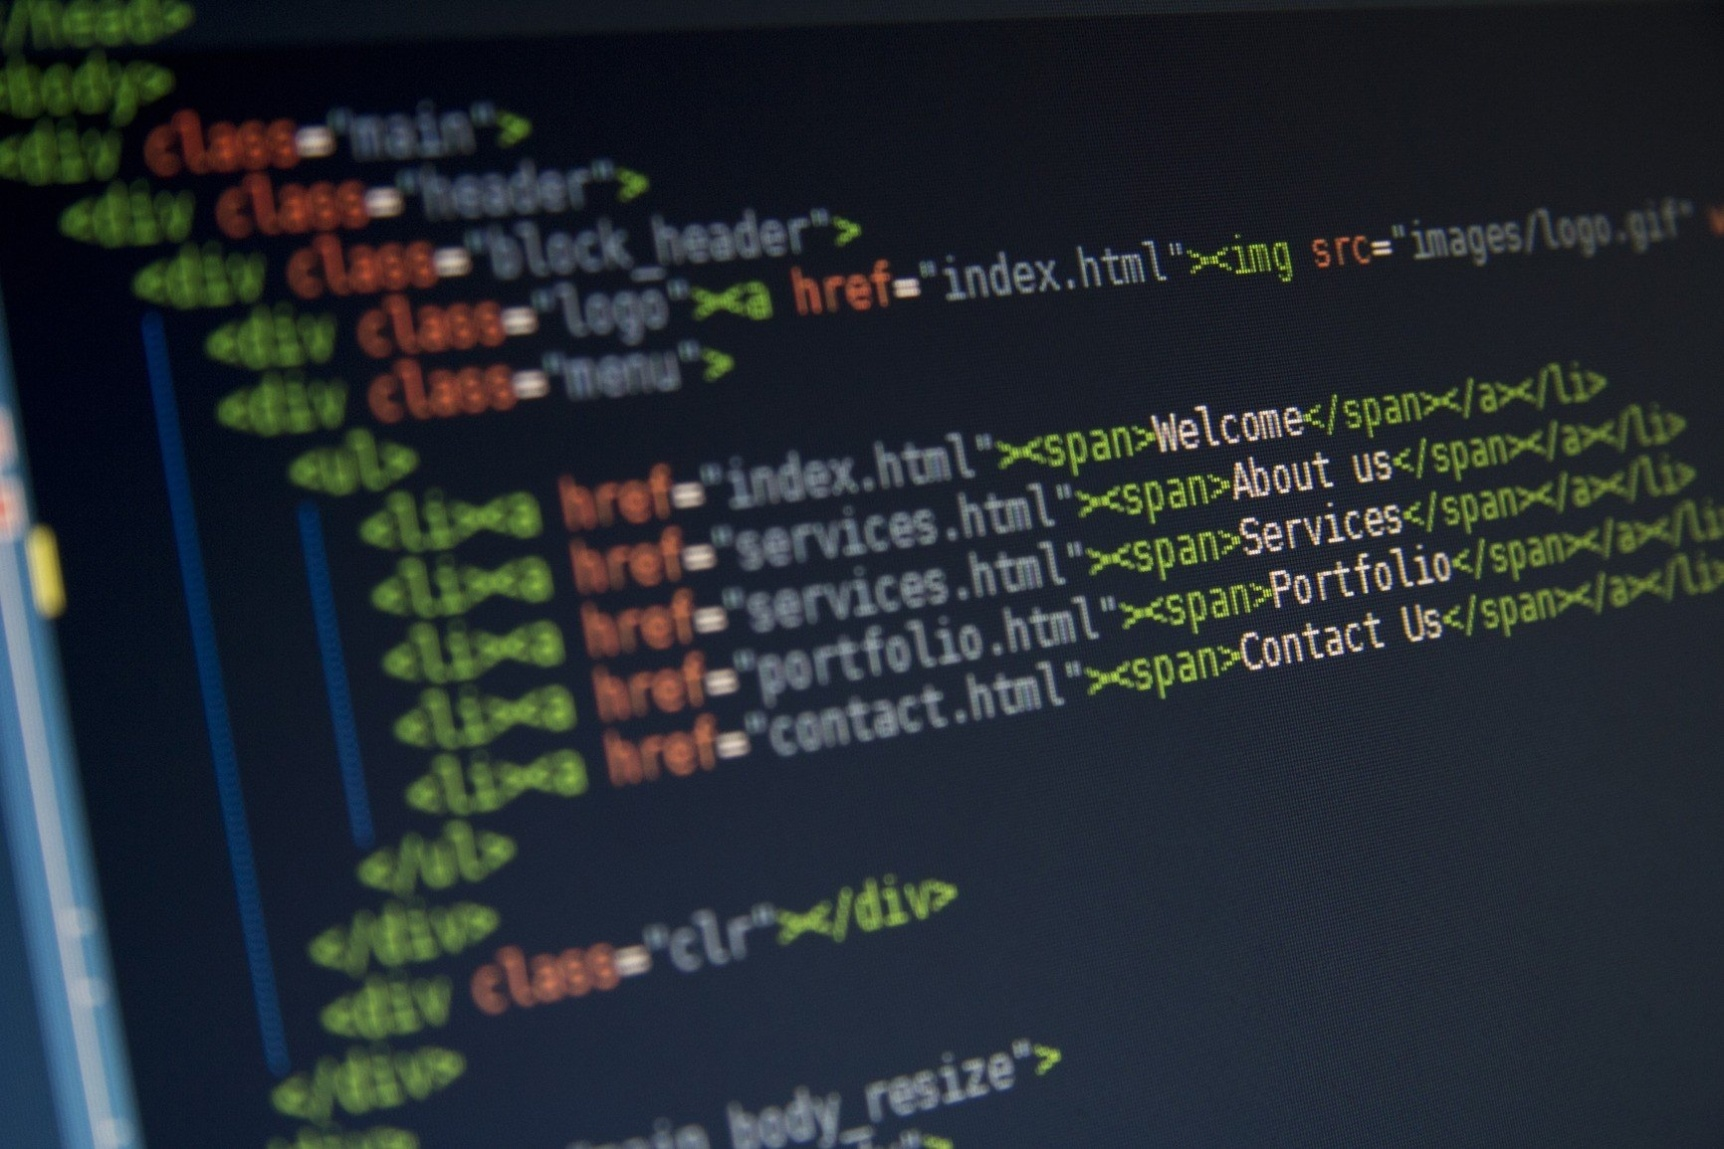 </head>
<body>
<div class="main">
<div class="header">
<div class="block_header">
<div class="logo"><a href="index.html"><img src="images/logo.gif"
<div class="menu">
<ul>
<li><a href="index.html"><span>Welcome</span></a></li>
<li><a href="services.html"><span>About us</span></a></li>
<li><a href="services.html"><span>Services</span></a></li>
<li><a href="portfolio.html"><span>Portfolio</span></a></li>
<li><a href="contact.html"><span>Contact Us</span></a></li>
</ul>
</div>
<div class="clr"></div>
</div>
body_resize">